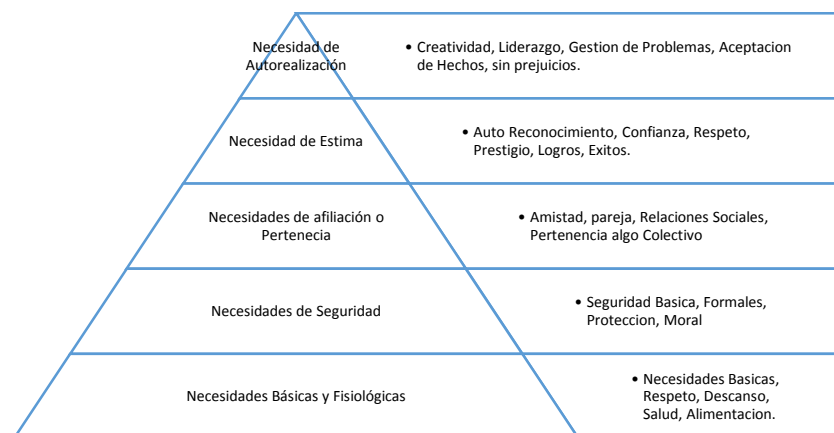 Necesidad de
Autorealización
• Creatividad, Liderazgo, Gestion de Problemas, Aceptacion
de Hechos, sin prejuicios.
Necesidad de Estima
• Auto Reconocimiento, Confianza, Respeto,
Prestigio, Logros, Exitos.
Necesidades de afiliación o
Pertenecia
• Amistad, pareja, Relaciones Sociales,
Pertenencia algo Colectivo
Necesidades de Seguridad
• Seguridad Basica, Formales,
Proteccion, Moral
Necesidades Básicas y Fisiológicas
• Necesidades Basicas,
Respeto, Descanso,
Salud, Alimentacion.